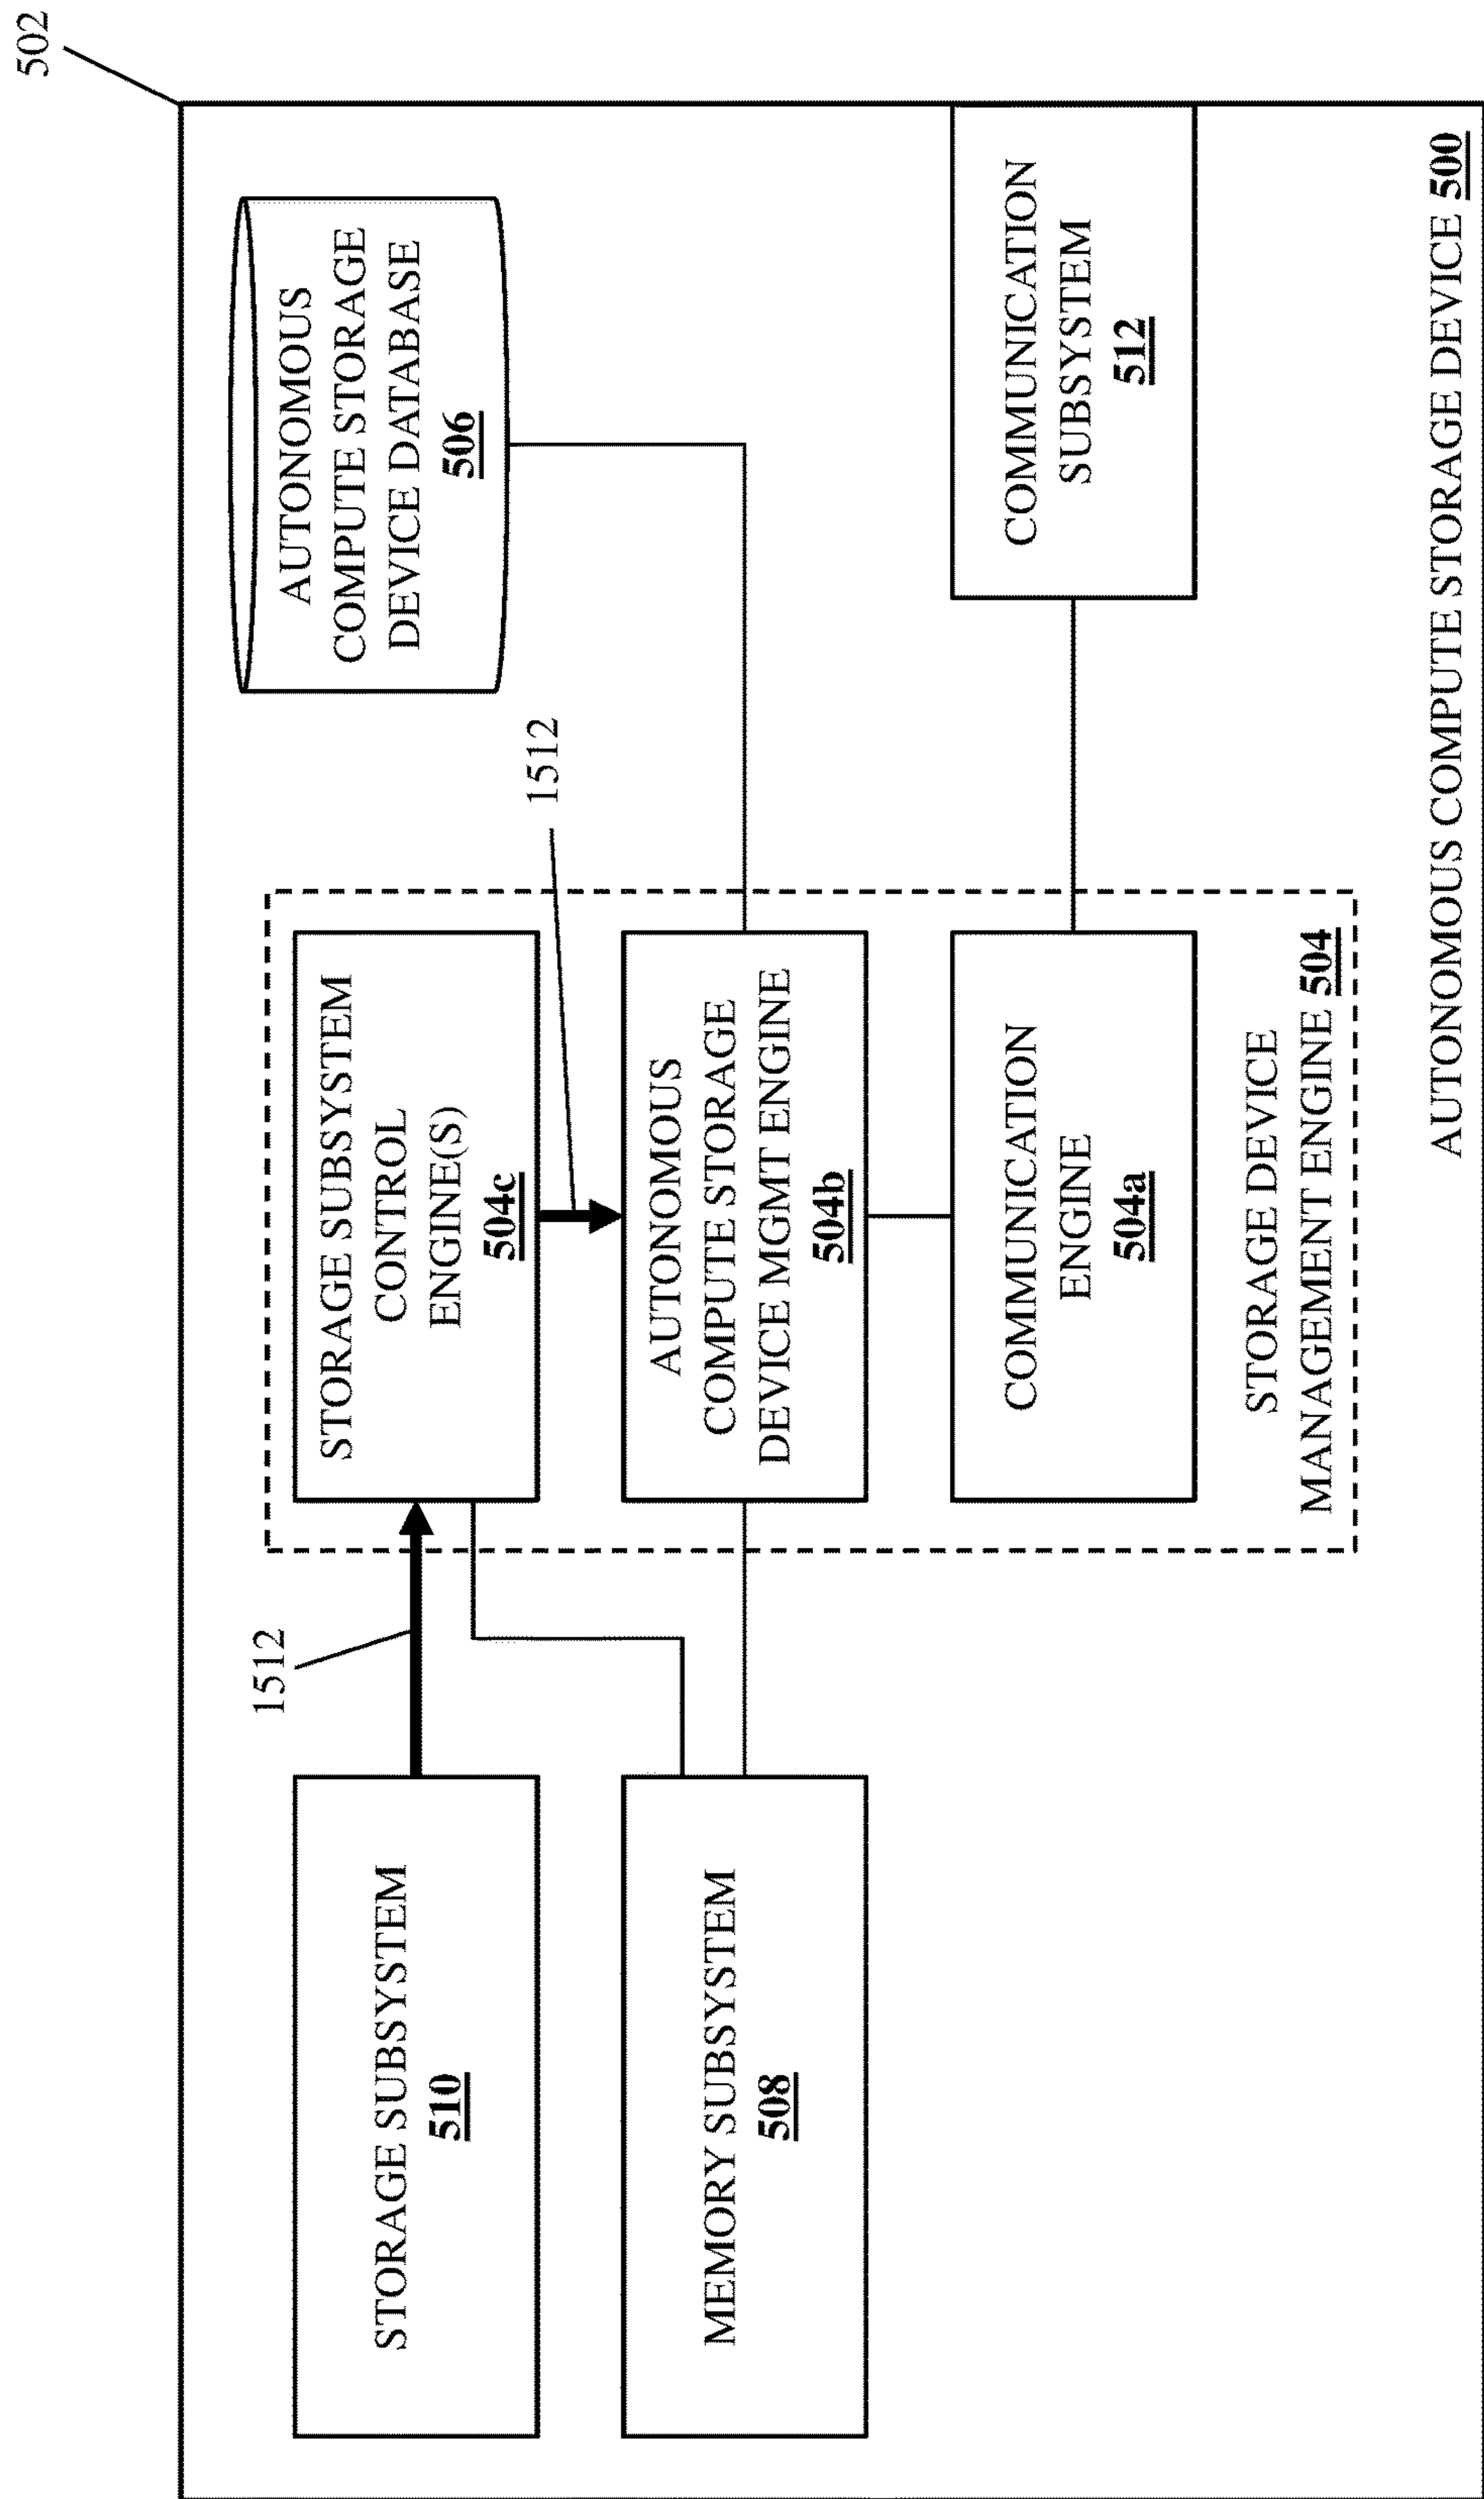 502
STORAGE SUBSYSTEM
510
1512
STORAGE SUBSYSTEM
CONTROL
ENGINE(S)
504c
1512
AUTONOMOUS
COMPUTE STORAGE
DEVICE DATABASE
506
MEMORY SUBSYSTEM
508
AUTONOMOUS
COMPUTE STORAGE
DEVICE MGMT ENGINE
504b
COMMUNICATION
ENGINE
504a
COMMUNICATION
SUBSYSTEM
512
STORAGE DEVICE
MANAGEMENT ENGINE 504
AUTONOMOUS COMPUTE STORAGE DEVICE 500